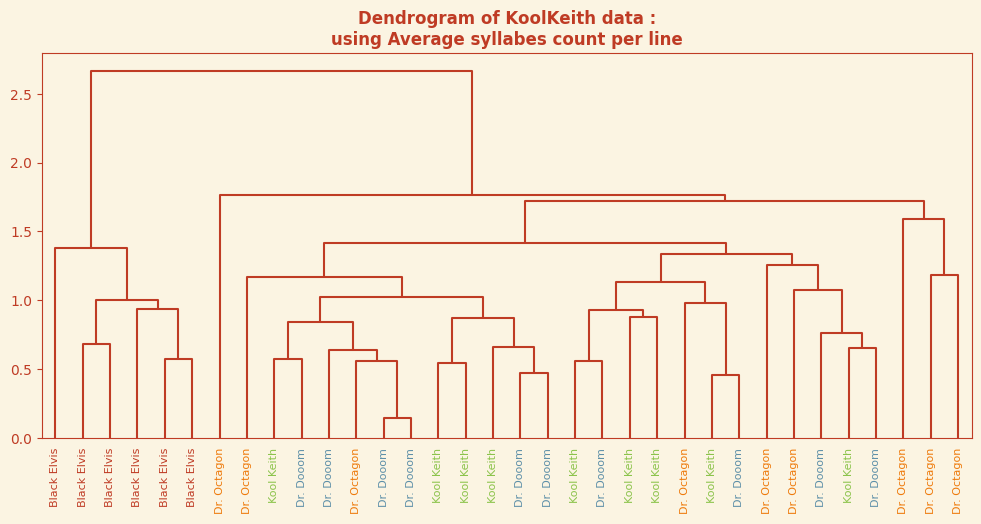 Dendrogram of KoolKeith data :
using Average syllabes count per line
2.5
2.0
1.5
1.0
0.5
0.0
Black Elvis
Black Elvis
Black Elvis
Black Elvis
Black Elvis
Black Elvis
Dr. Octagon
Dr. Octagon
Kool Keith
Dr. Dooom
Dr. Dooom
Dr. Octagon
Dr. Dooom
Dr. Dooom
Kool Keith
Kool Keith
Kool Keith
Dr. Dooom
Dr. Dooom
Kool Keith
Dr. Dooom
Kool Keith
Kool Keith
Dr. Octagon
Kool Keith
Dr. Dooom
Dr. Octagon
Dr. Octagon
Dr. Dooom
Kool Keith
Dr. Dooom
Dr. Octagon
Dr. Octagon
Dr. Octagon